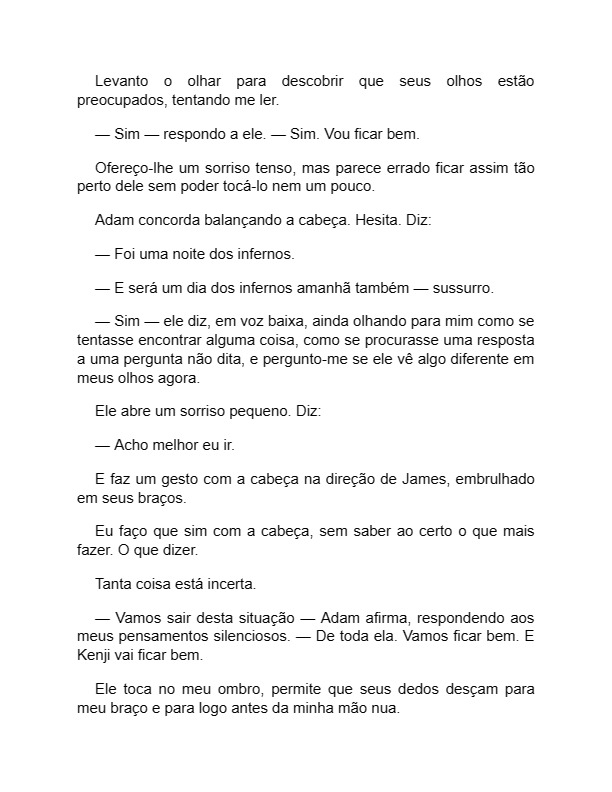 Levanto o olhar para descobrir que seus olhos estão
preocupados, tentando me ler.
— Sim — respondo a ele. — Sim. Vou ficar bem.
Ofereço-lhe um sorriso tenso, mas parece errado ficar assim tão
perto dele sem poder tocá-lo nem um pouco.
Adam concorda balançando a cabeça. Hesita. Diz:
— Foi uma noite dos infernos.
— E será um dia dos infernos amanhã também — sussurro.
— Sim — ele diz, em voz baixa, ainda olhando para mim como se
tentasse encontrar alguma coisa, como se procurasse uma resposta
a uma pergunta não dita, e pergunto-me se ele vê algo diferente em
meus olhos agora.
Ele abre um sorriso pequeno. Diz:
— Acho melhor eu ir.
E faz um gesto com a cabeça na direção de James, embrulhado
em seus braços.
Eu faço que sim com a cabeça, sem saber ao certo o que mais
fazer. O que dizer.
Tanta coisa está incerta.
— Vamos sair desta situação — Adam afirma, respondendo aos
meus pensamentos silenciosos. — De toda ela. Vamos ficar bem. E
Kenji vai ficar bem.
Ele toca no meu ombro, permite que seus dedos desçam para
meu braço e para logo antes da minha mão nua.